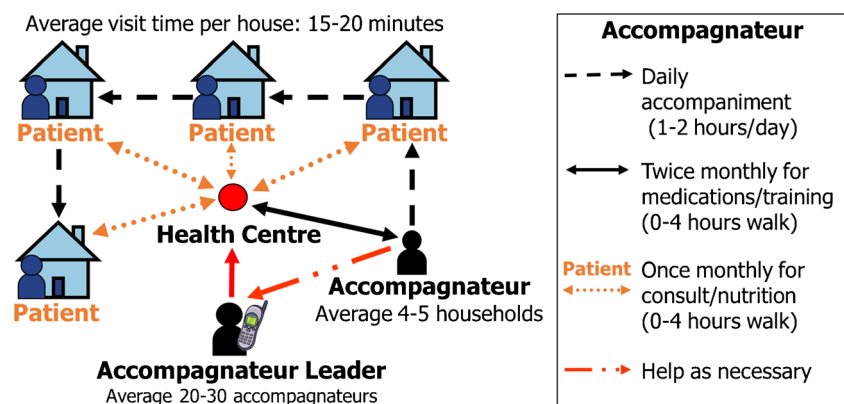 Average visit time per house: 15-20 minutes
Patient
Patient
Patient
Patient
Health Centre
Accompagnateur
Average 4-5 households
Accompagnateur Leader
Average 20-30 accompagnateurs
Accompagnateur
Daily
accompaniment
(1-2 hours/day)
Twice monthly for
medications/training
(0-4 hours walk)
Patient Once monthly for
consult/nutrition
(0-4 hours walk)
Help as necessary